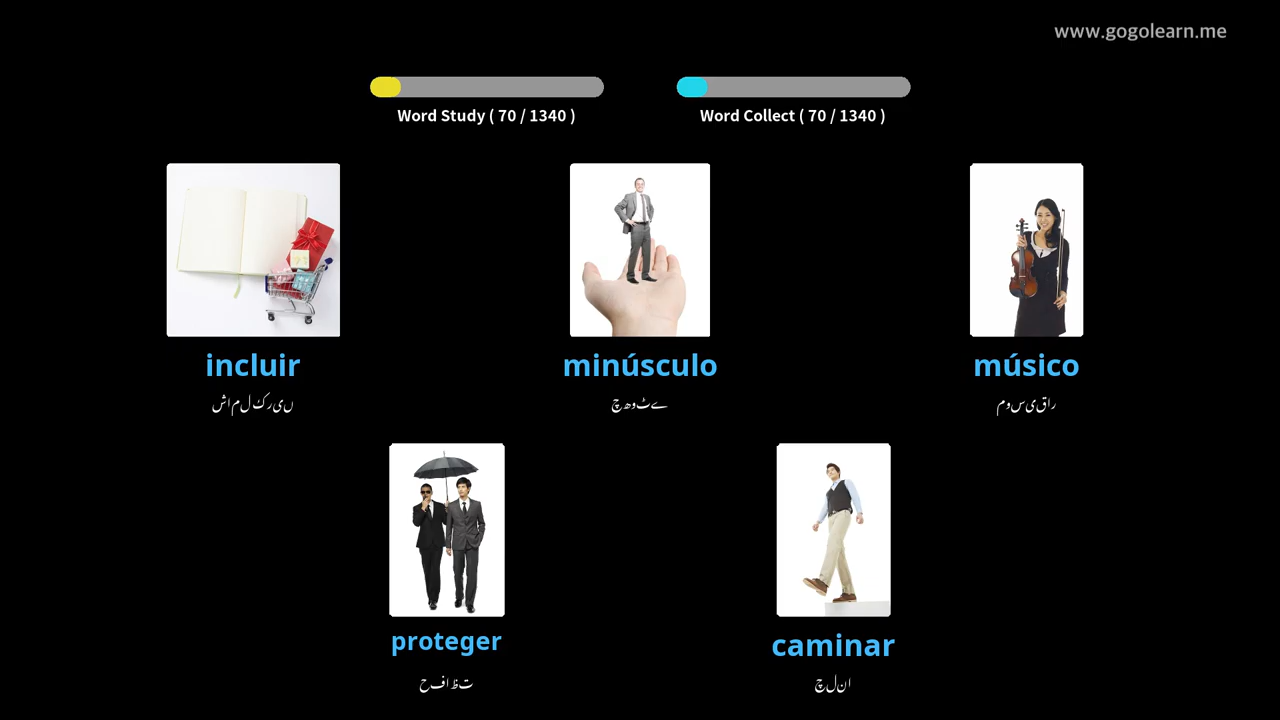 www.gogolearn.me
Word Study ( 70 / 1340 )
Word Collect ( 70 / 1340 )
incluir
شامل کریں
minúsculo
چھوٹے
músico
موسیقار
proteger
حفاظت
caminar
چلنا